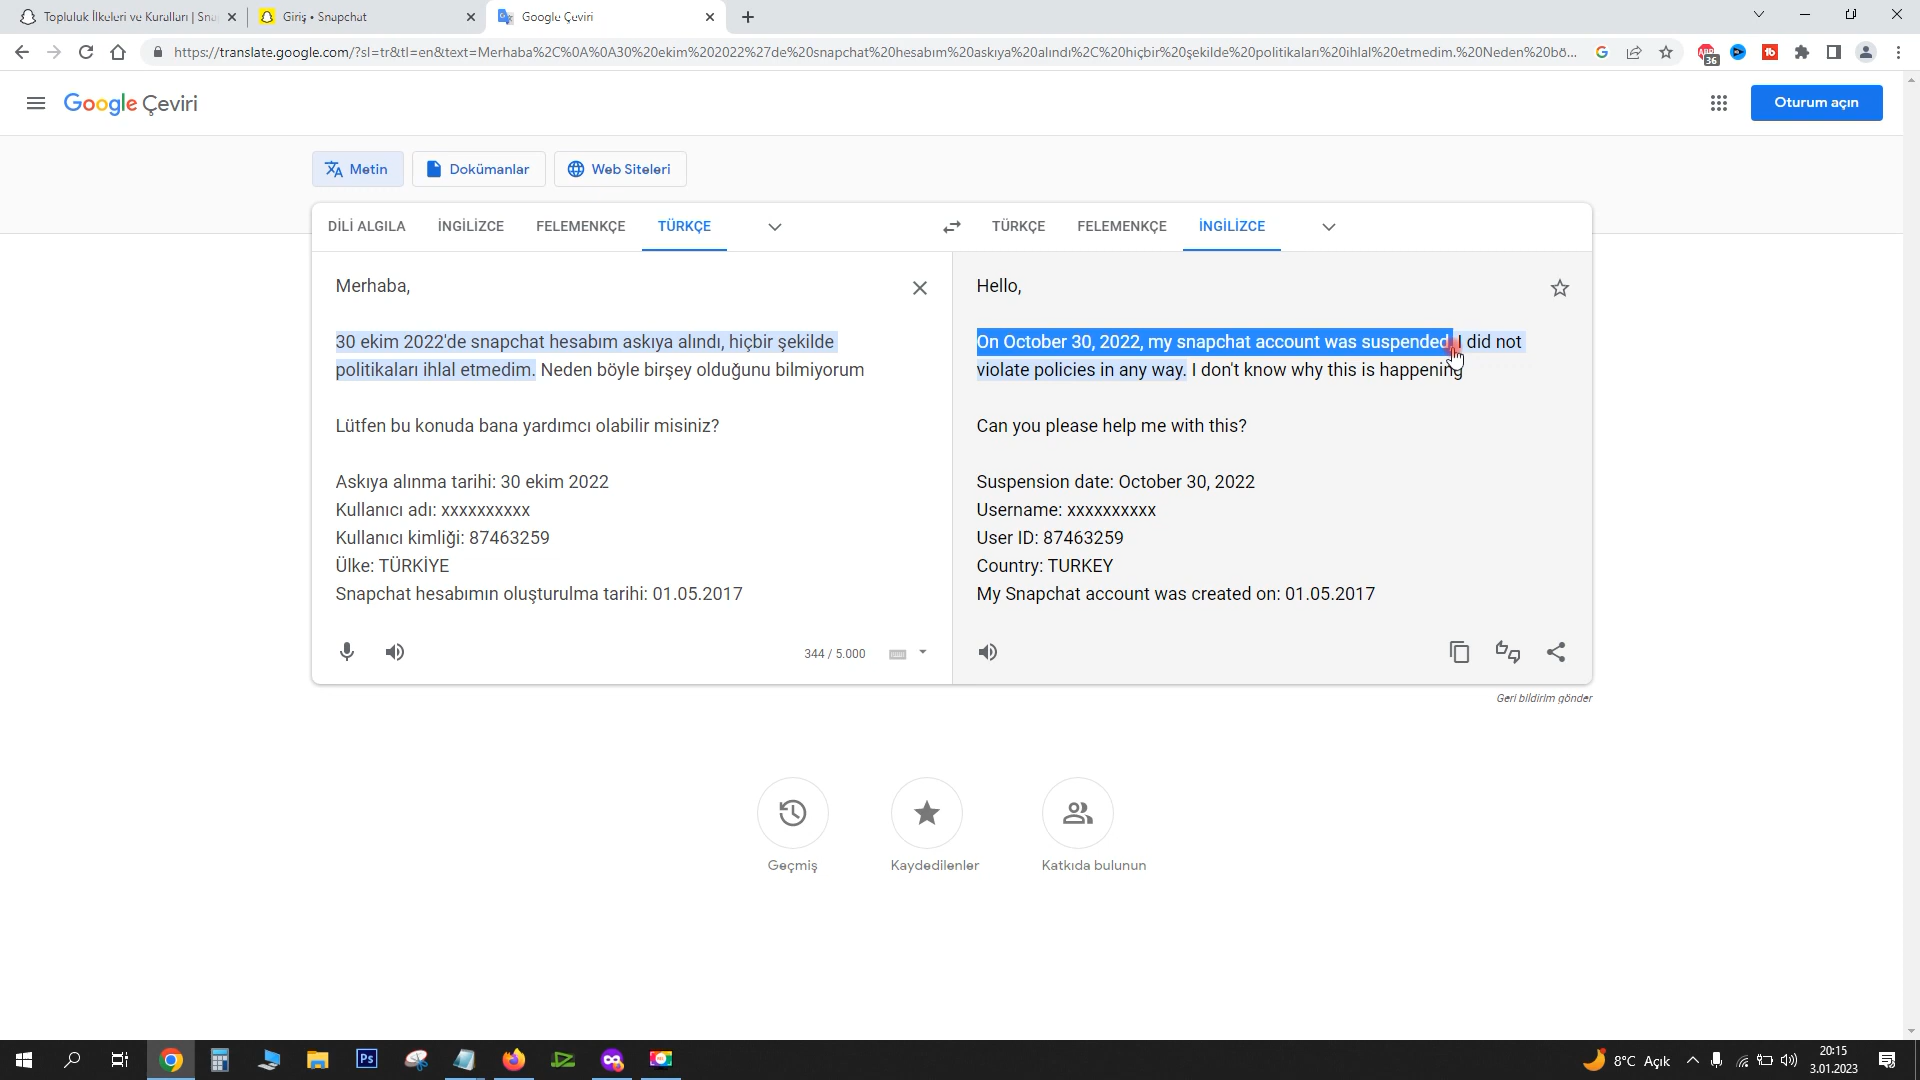 Topluluk İlkeleri ve Kuralları | Sna
Giriş • Snapchat
Google Çeviri
https://translate.google.com/?sl=tr&tl=en&text=Merhaba%2C%0A%0A30%20ekim%202022%27de%20snapchat%20hesabım%20askıya%20alındı%2C%20hiçbir%20şekilde%20politikaları%20ihlal%20etmedim.%20Neden%20bö...
36
Google Çeviri
Oturum açın
Metin
Dokümanlar
Web Siteleri
DİLİ ALGILA
İNGİLİZCE
FELEMENKÇE
TÜRKÇE
TÜRKÇE
FELEMENKÇE
İNGİLİZCE
Merhaba,
30 ekim 2022'de snapchat hesabım askıya alındı, hiçbir şekilde
politikaları ihlal etmedim. Neden böyle birşey olduğunu bilmiyorum
Lütfen bu konuda bana yardımcı olabilir misiniz?
Askıya alınma tarihi: 30 ekim 2022
Kullanıcı adı: xxxxxxxxxx
Kullanıcı kimliği: 87463259
Ülke: TÜRKİYE
Snapchat hesabımın oluşturulma tarihi: 01.05.2017
344 / 5.000
Hello,
On October 30, 2022, my snapchat account was suspended, I did not
violate policies in any way. I don't know why this is happening
Can you please help me with this?
Suspension date: October 30, 2022
Username: xxxxxxxxxx
User ID: 87463259
Country: TURKEY
My Snapchat account was created on: 01.05.2017
Geri bildirim gönder
Geçmiş
Kaydedilenler
Katkıda bulunun
Ps
8°C Açık
20:15
3.01.2023